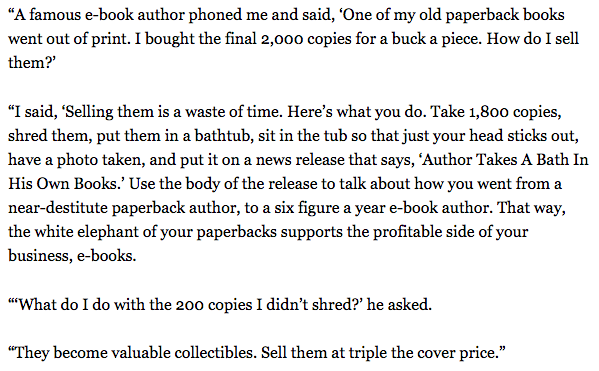 “A famous e-book author phoned me and said, ‘One of my old paperback books
went out of print. I bought the final 2,000 copies for a buck a piece. How do I sell
them?’
“I said, ‘Selling them is a waste of time. Here’s what you do. Take 1,800 copies,
shred them, put them in a bathtub, sit in the tub so that just your head sticks out,
have a photo taken, and put it on a news release that says, ‘Author Takes A Bath In
His Own Books.’ Use the body of the release to talk about how you went from a
near-destitute paperback author, to a six figure a year e-book author. That way,
the white elephant of your paperbacks supports the profitable side of your
business, e-books.
“‘What do I do with the 200 copies I didn’t shred?’ he asked.
“They become valuable collectibles. Sell them at triple the cover price.”